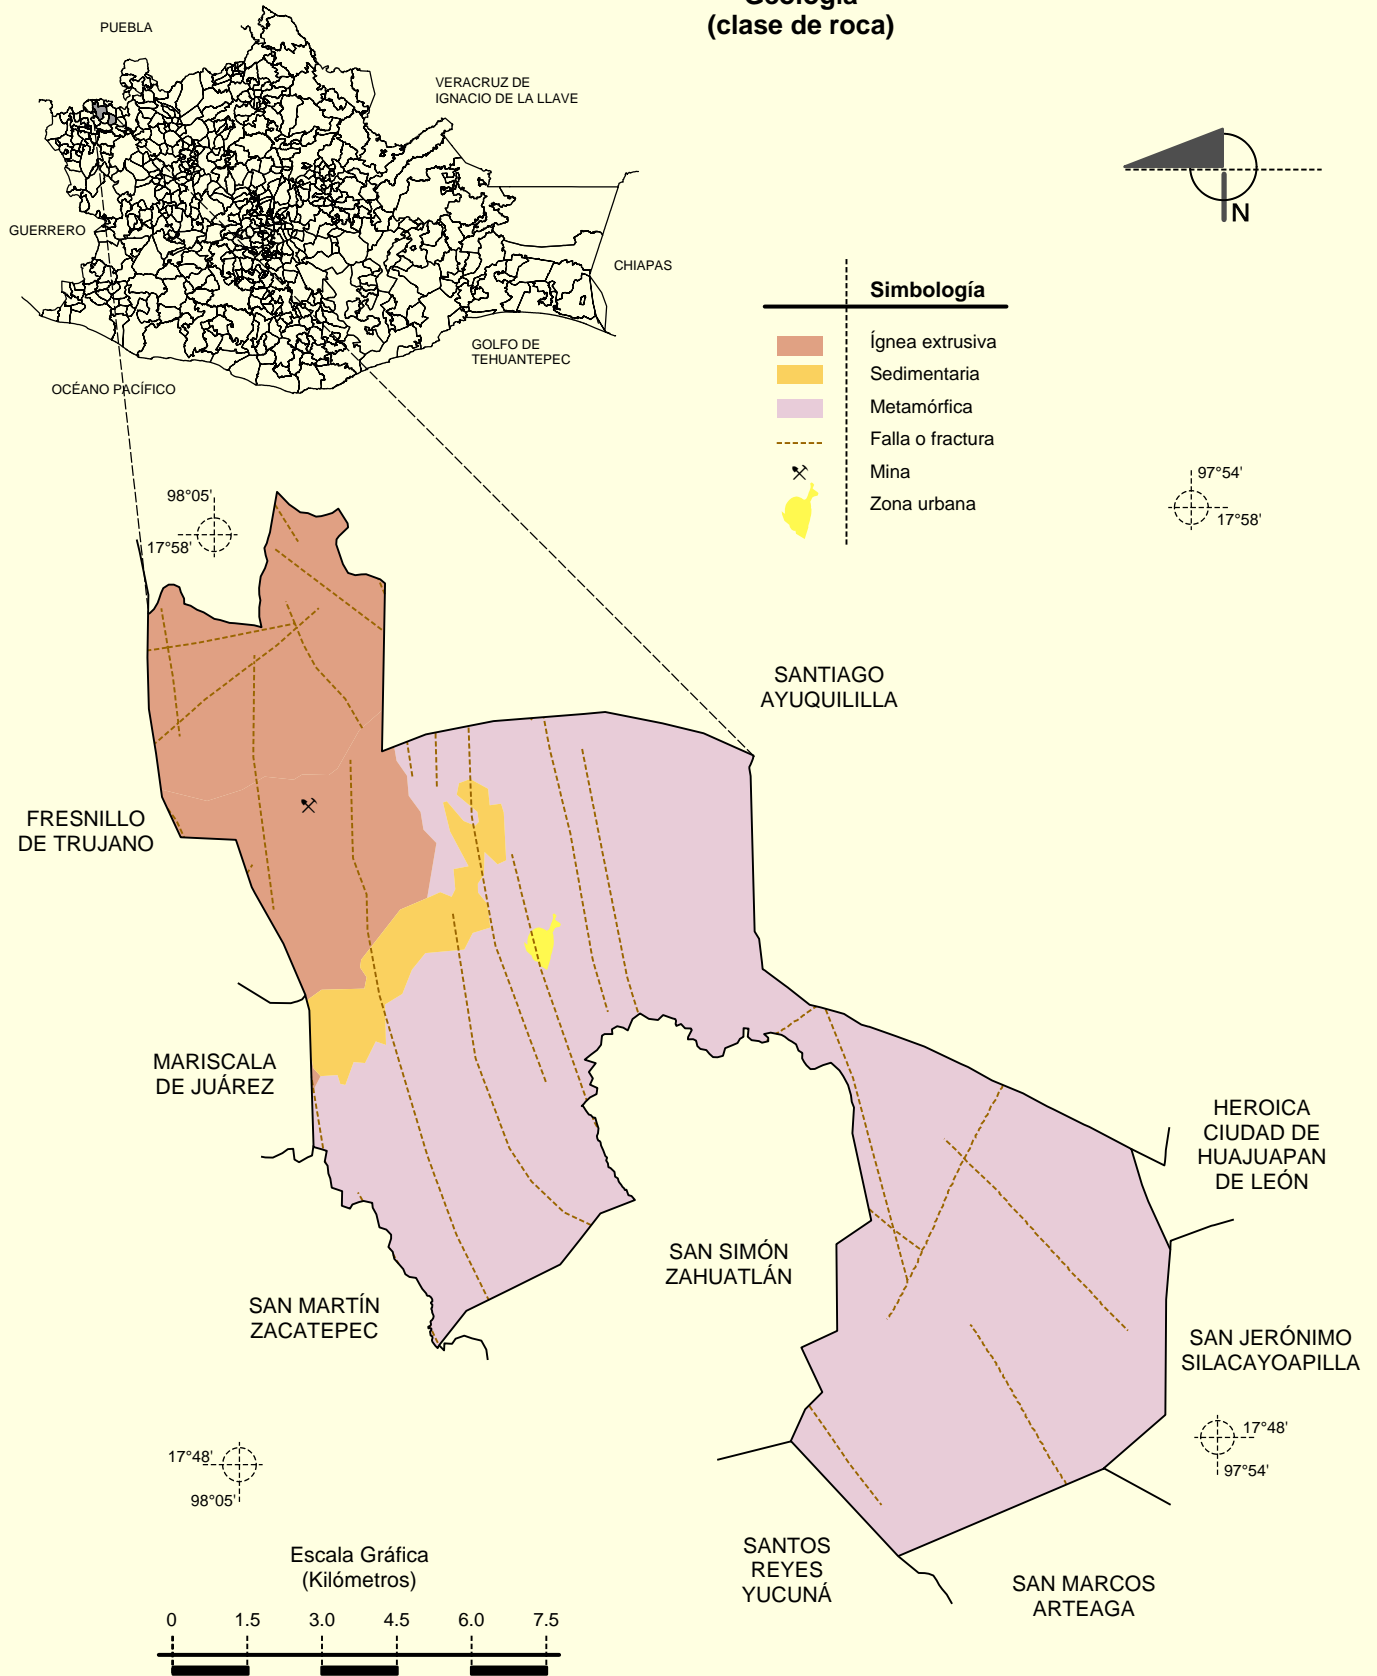 Geología
(clase de roca)
PUEBLA
VERACRUZ DE
IGNACIO DE LA LLAVE
GUERRERO
CHIAPAS
GOLFO DE
TEHUANTEPEC
OCÉANO PACÍFICO
N
Simbología
Ígnea extrusiva
Sedimentaria
Metamórfica
Falla o fractura
Mina
Zona urbana
98°05'
17°58'
97°54'
17°58'
SANTIAGO
AYUQUILILLA
FRESNILLO
DE TRUJANO
MARISCALA
DE JUÁREZ
HEROICA
CIUDAD DE
HUAJUAPAN
DE LEÓN
SAN SIMÓN
ZAHUATLÁN
SAN MARTÍN
ZACATEPEC
SAN JERÓNIMO
SILACAYOAPILLA
17°48'
98°05'
17°48'
97°54'
SANTOS
REYES
YUCUNÁ
SAN MARCOS
ARTEAGA
Escala Gráfica
(Kilómetros)
0 1.5 3.0 4.5 6.0 7.5